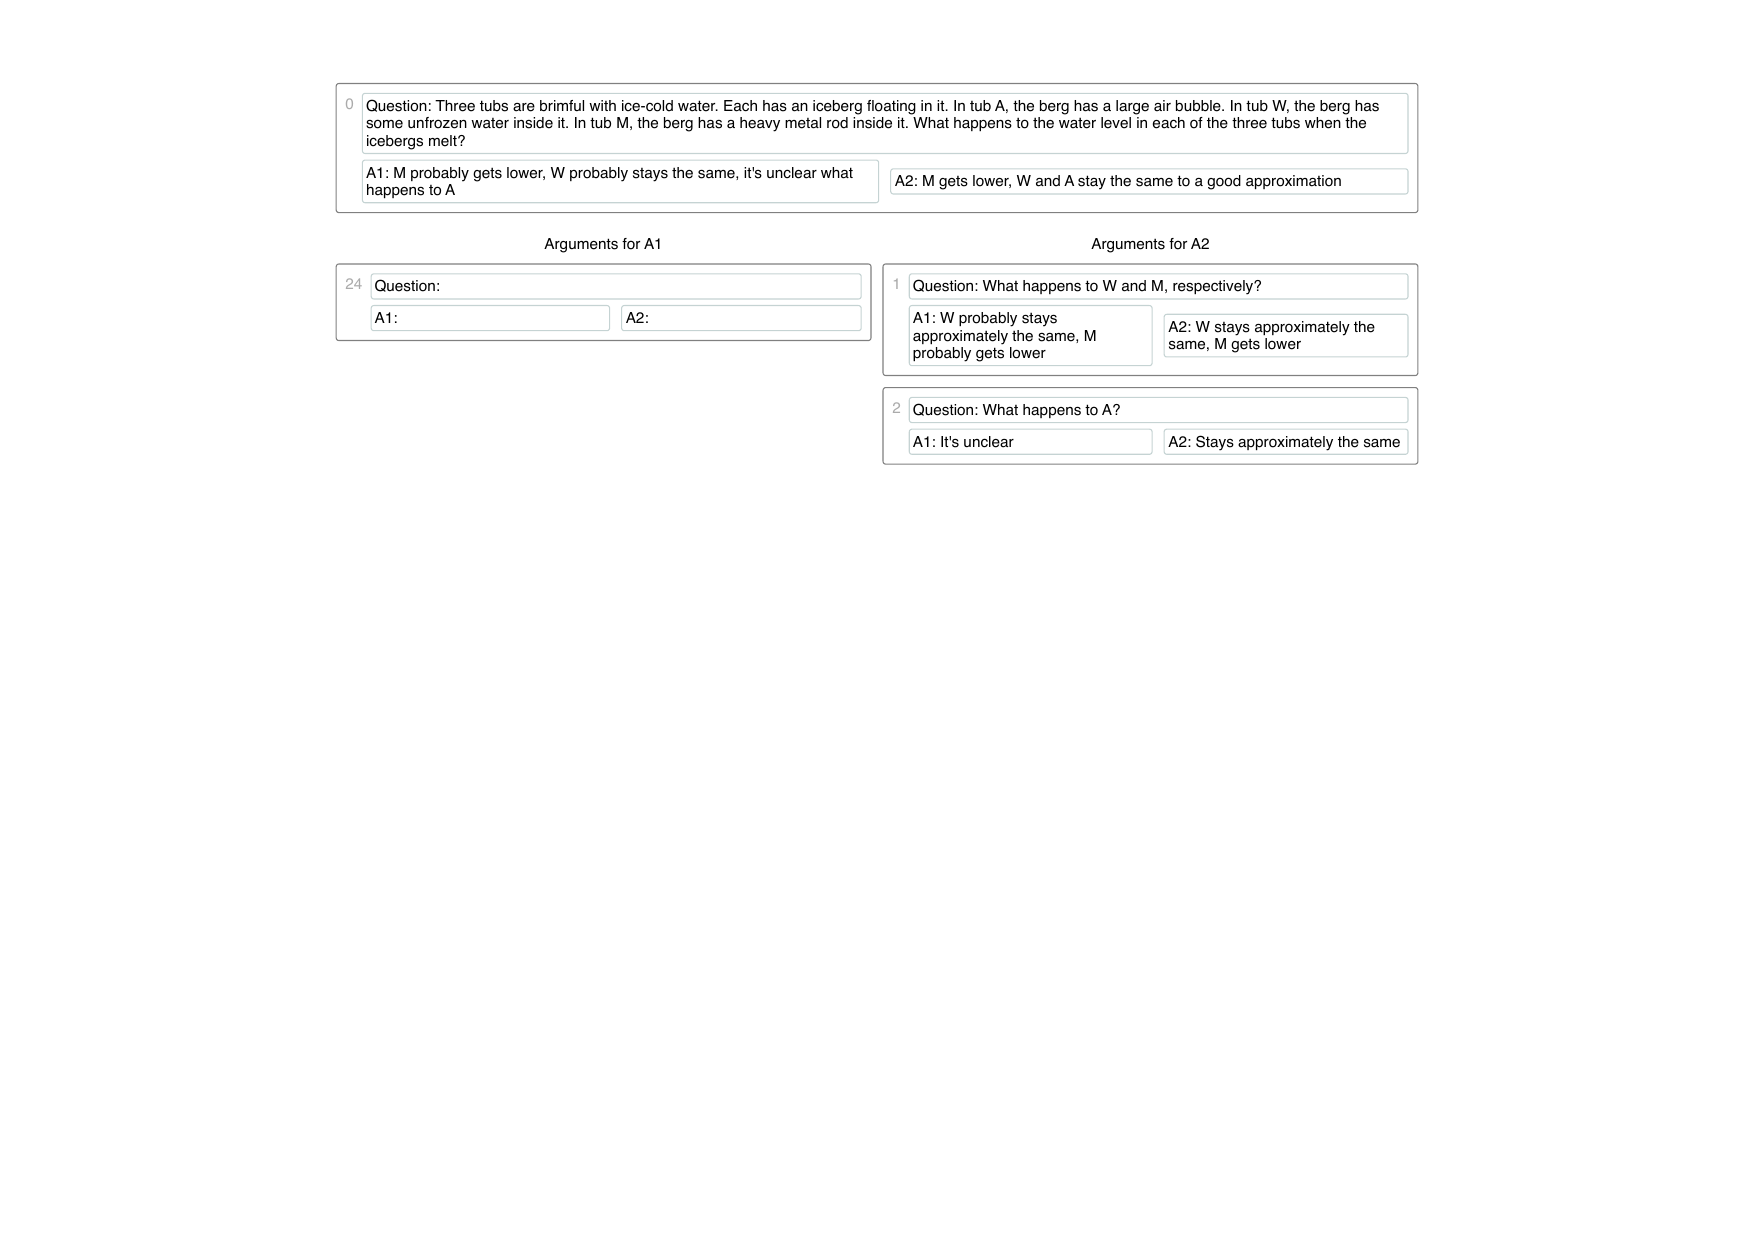 0
Question: Three tubs are brimful with ice-cold water. Each has an iceberg floating in it. In tub A, the berg has a large air bubble. In tub W, the berg has
some unfrozen water inside it. In tub M, the berg has a heavy metal rod inside it. What happens to the water level in each of the three tubs when the
icebergs melt?
A1: M probably gets lower, W probably stays the same, it's unclear what
happens to A
A2: M gets lower, W and A stay the same to a good approximation
Arguments for A1
24
Question:
A1:
A2:
Arguments for A2
1
Question: What happens to W and M, respectively?
A1: W probably stays
approximately the same, M
probably gets lower
A2: W stays approximately the
same, M gets lower
2
Question: What happens to A?
A1: It's unclear
A2: Stays approximately the same